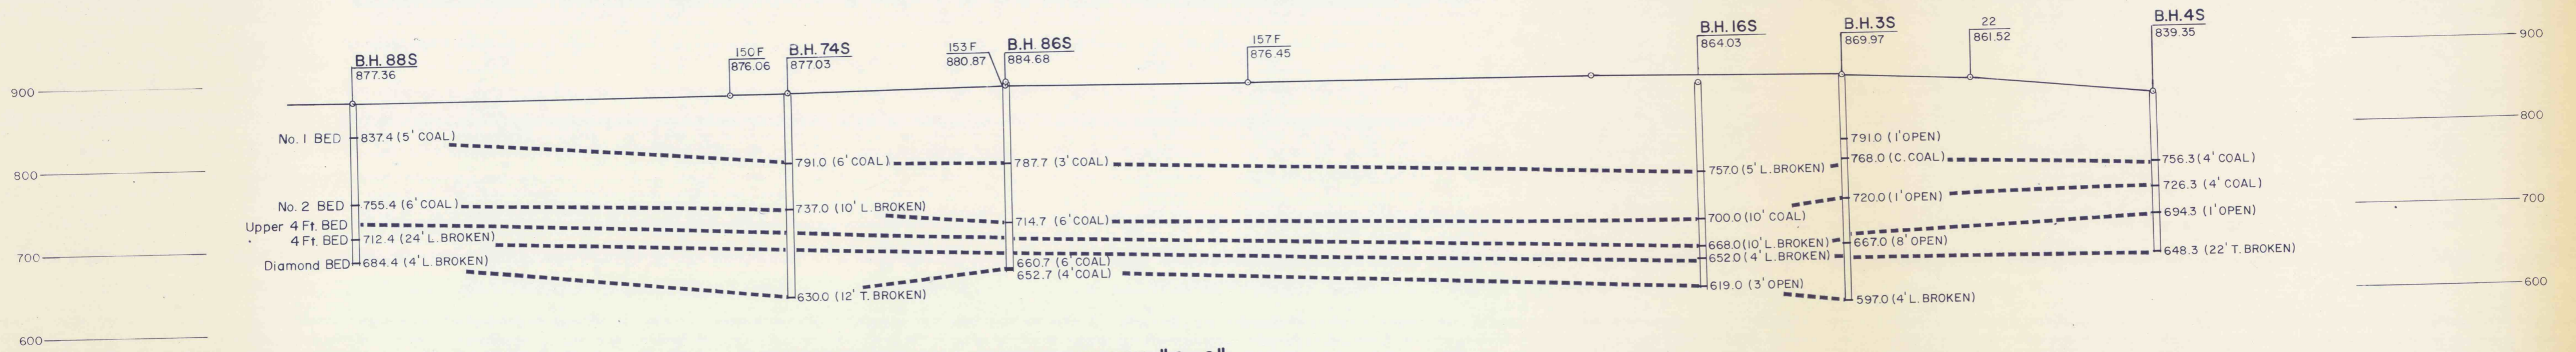 B.H. 88S
877.36
150F
876.06
B.H. 74S
877.03
153F
880.87
B.H. 86S
884.68
157F
876.45
B.H. 16S
864.03
B.H. 3S
869.97
22
861.52
B.H. 4S
839.35
900
800
700
600
900
800
700
600
No. 1 BED
No. 2 BED
Upper 4 Ft. BED
4 Ft. BED
Diamond BED
837.4 (5' COAL)
755.4 (6' COAL)
712.4 (24' L. BROKEN)
684.4 (4' L. BROKEN)
791.0 (6' COAL)
737.0 (10' L. BROKEN)
630.0 (12' T. BROKEN)
787.7 (3' COAL)
714.7 (6' COAL)
660.7 (6' COAL)
652.7 (4' COAL)
757.0 (5' L. BROKEN)
700.0 (10' COAL)
668.0 (10' L. BROKEN)
652.0 (4' L. BROKEN)
619.0 (3' OPEN)
791.0 (1' OPEN)
768.0 (C. COAL)
720.0 (1' OPEN)
667.0 (8' OPEN)
597.0 (4' L. BROKEN)
756.3 (4' COAL)
726.3 (4' COAL)
694.3 (1' OPEN)
648.3 (22' T. BROKEN)